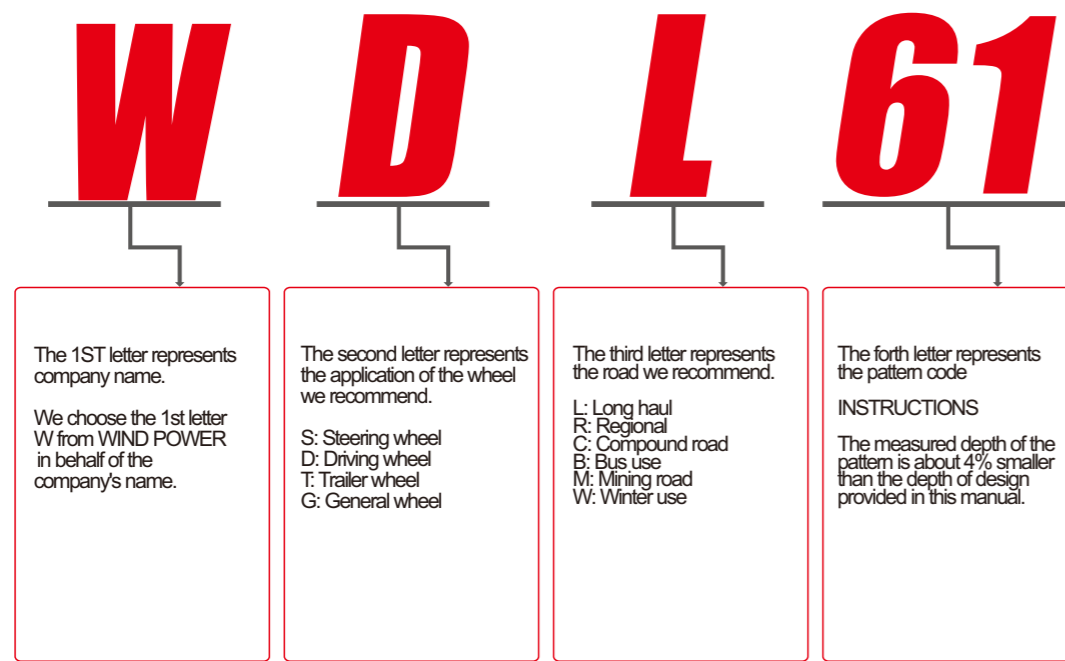 W D L 61
The 1ST letter represents
company name.
We choose the 1st letter
W from WIND POWER
in behalf of the
company's name.
The second letter represents
the application of the wheel
we recommend.
S: Steering wheel
D: Driving wheel
T: Trailer wheel
G: General wheel
The third letter represents
the road we recommend.
L: Long haul
R: Regional
C: Compound road
B: Bus use
M: Mining road
W: Winter use
The forth letter represents
the pattern code
INSTRUCTIONS
The measured depth of the
pattern is about 4% smaller
than the depth of design
provided in this manual.